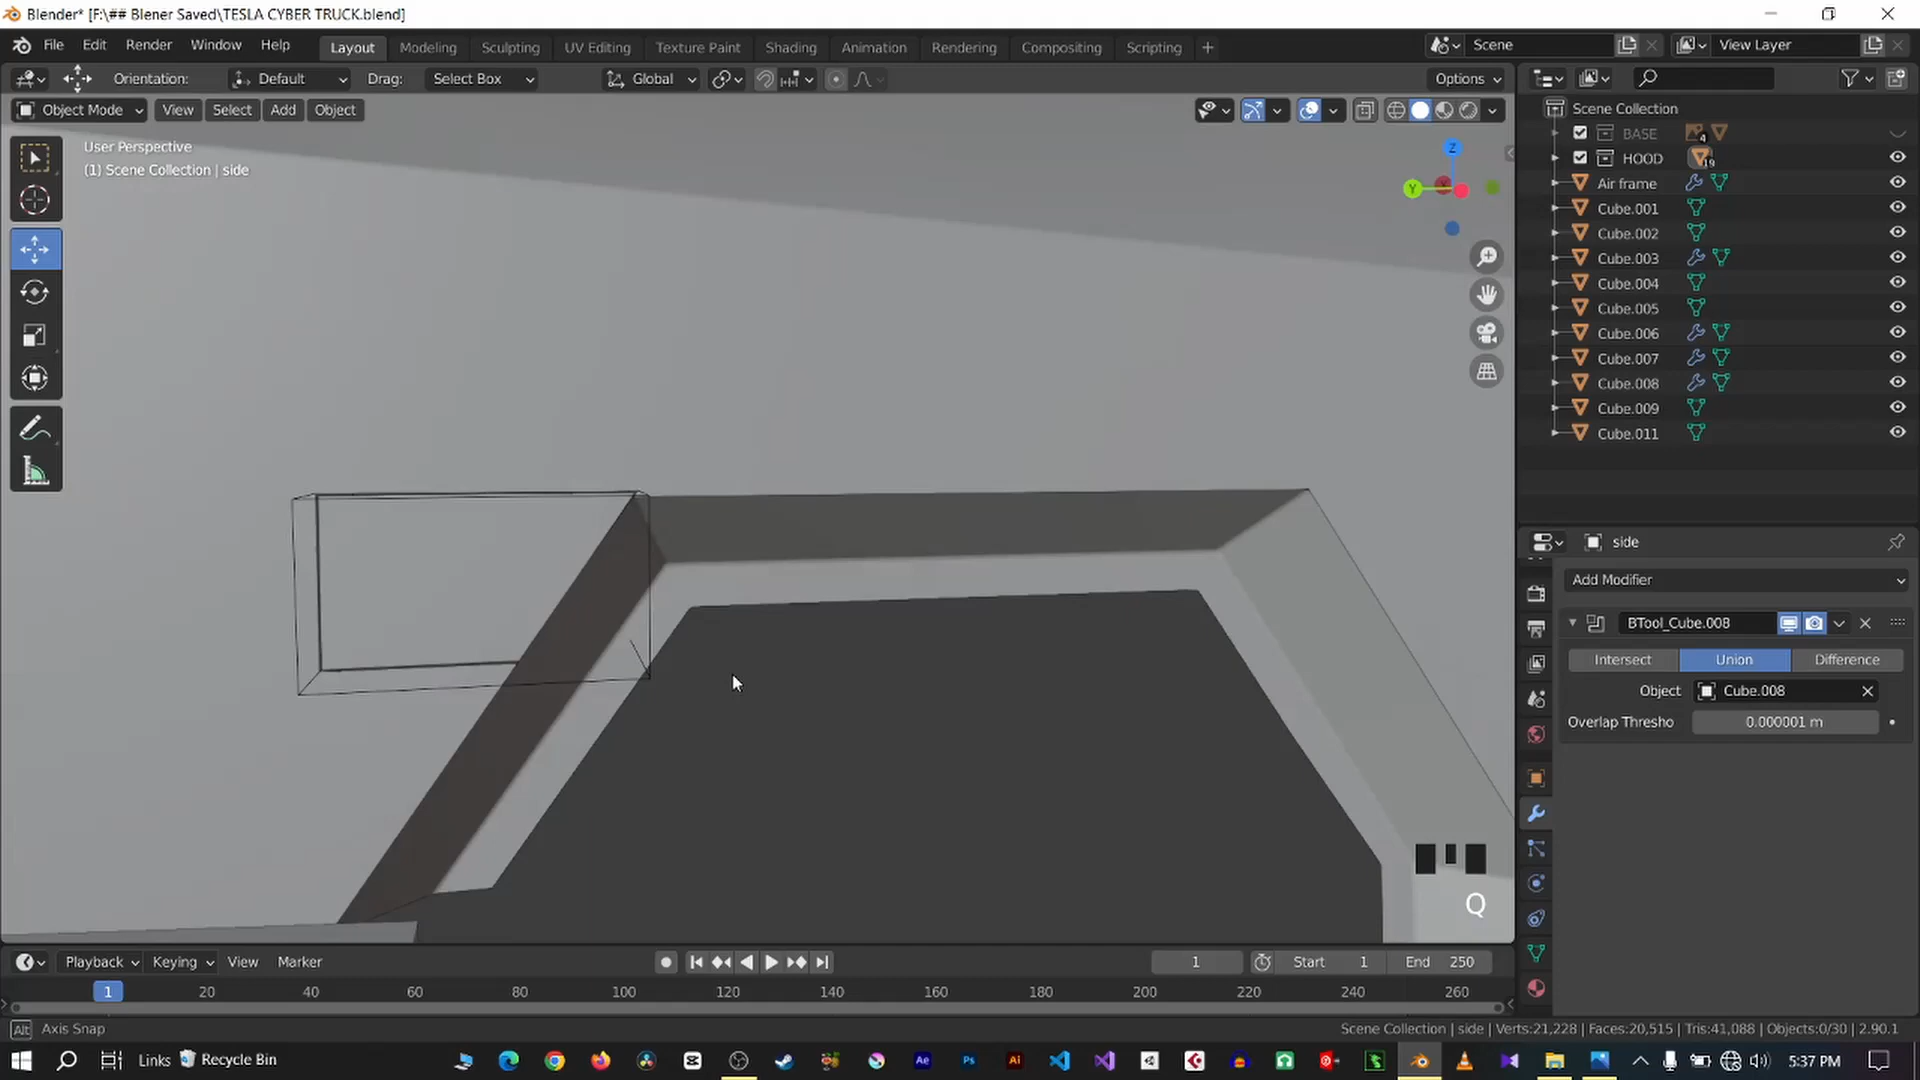 Blender* [F:\## Blener Saved\TESLA CYBER TRUCK.blend]
File Edit Render Window Help Layout Modeling Sculpting UV Editing Texture Paint Shading Animation Rendering Compositing Scripting + Scene View Layer
Orientation: Default Drag: Select Box Global Options
Object Mode View Select Add Object
User Perspective
(1) Scene Collection | side
Z
Y
Scene Collection
BASE 4
HOOD 19
Air frame
Cube.001
Cube.002
Cube.003
Cube.004
Cube.005
Cube.006
Cube.007
Cube.008
Cube.009
Cube.011
side
Add Modifier
BTool_Cube.008
Intersect Union Difference
Object Cube.008
Overlap Thresho 0.000001 m
Q
Playback Keying View Marker 1 Start 1 End 250
1 20 40 60 80 100 120 140 160 180 200 220 240 260
Alt Axis Snap
Scene Collection | side | Verts:21,228 | Faces:20,515 | Tris:41,088 | Objects:0/30 | 2.90.1
Links Recycle Bin Ae Ps Ai 5:37 PM